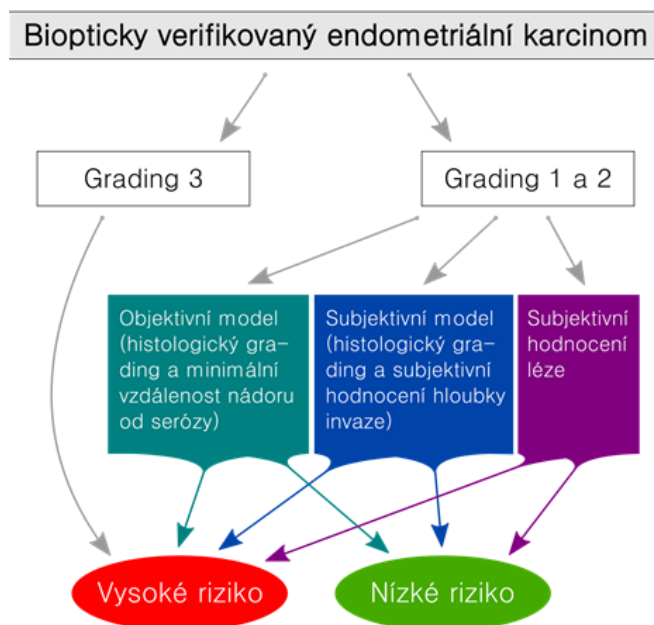 Biopticky verifikovaný endometriální karcinom
Grading 3
Grading 1 a 2
Objektivní model
(histologický gra-
ding a minimální
vzdálenost nádoru
od serózy)
Subjektivní model
(histologický gra-
ding a subjektivní
hodnocení hloubky
invaze)
Subjektivní
hodnocení
léze
Vysoké riziko
Nízké riziko